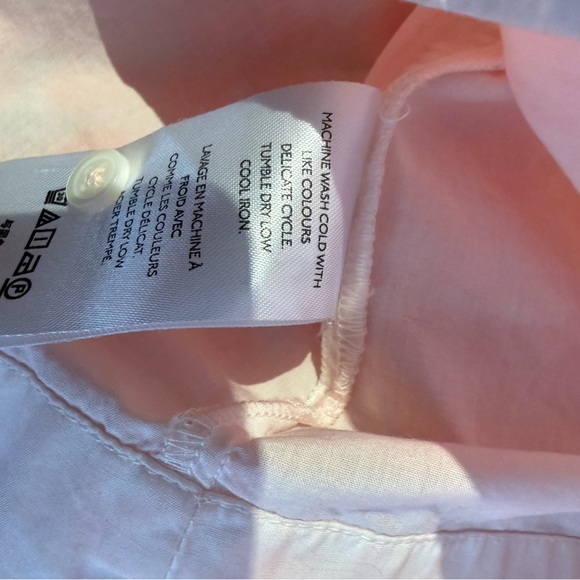 MACHINE WASH COLD WITH
LIKE COLOURS
DELICATE CYCLE.
TUMBLE DRY LOW
COOL IRON.
LAVAGE EN MACHINE À
FROID AVEC
COMME LES COULEURS
CYCLE DÉLICAT.
TUMBLE DRY LOW
TREMPÉ.
P